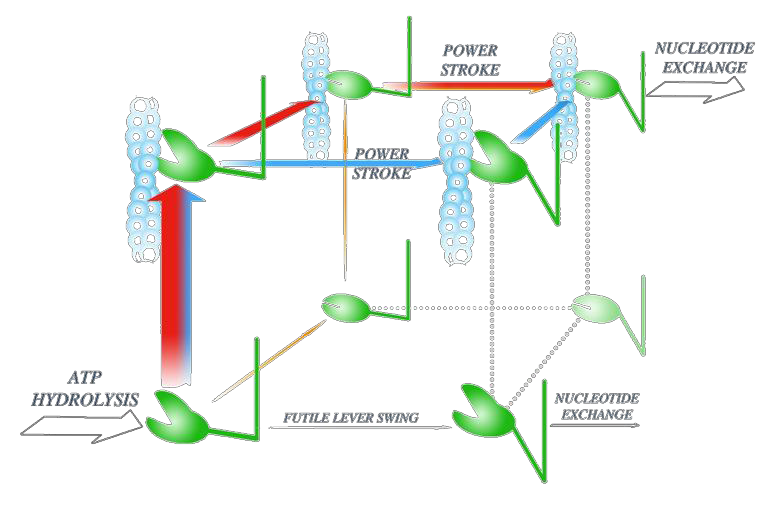 POWER
STROKE
NUCLEOTIDE
EXCHANGE
POWER
STROKE
ATP
HYDROLYSIS
FUTILE LEVER SWING
NUCLEOTIDE
EXCHANGE